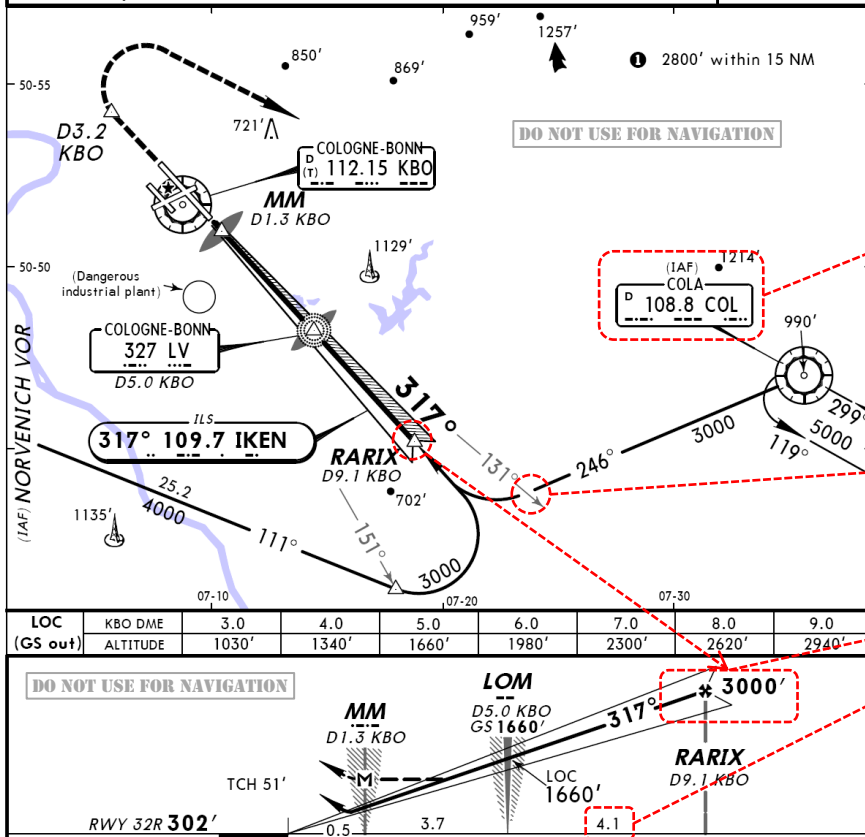 959'
1257'
850'
869'
❶ 2800' within 15 NM
50-55
D3.2
KBO
721'
DO NOT USE FOR NAVIGATION
COLOGNE-BONN
D
(T) 112.15 KBO
MM
D1.3 KBO
50-50
1129'
(IAF)
1214'
COLA
D 108.8 COL
(Dangerous
industrial plant)
COLOGNE-BONN
327 LV
D5.0 KBO
990'
(IAF) NORVENICH VOR
317°
299°
5000
119°
3000
246°
ILS
317° 109.7 IKEN
RARIX
D9.1 KBO
131°
702'
25.2
4000
1135'
111°
151°
3000
07-10
07-20
07-30
LOC KBO DME 3.0 4.0 5.0 6.0 7.0 8.0 9.0
(GS out) ALTITUDE 1030' 1340' 1660' 1980' 2300' 2620' 2940'
DO NOT USE FOR NAVIGATION
LOM
D5.0 KBO
GS 1660'
MM
D1.3 KBO
3000'
317°
RARIX
D9.1 KBO
M
TCH 51'
LOC
1660'
RWY 32R 302'
0.5 3.7 4.1